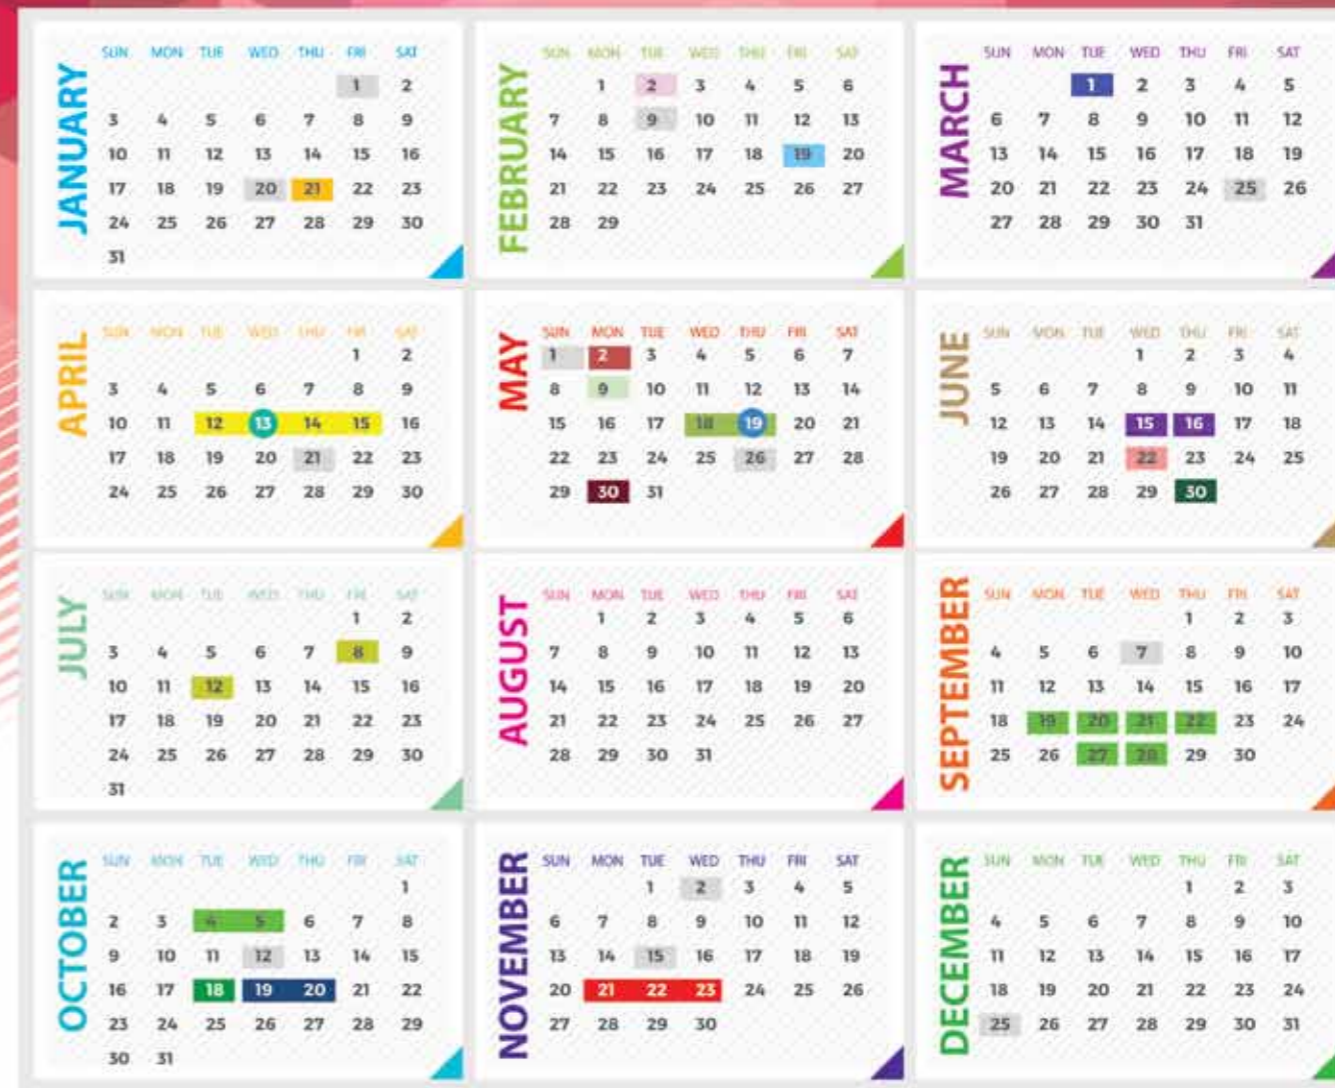 JANUARY
SUN MON TUE WED THU FRI SAT
1 2
3 4 5 6 7 8 9
10 11 12 13 14 15 16
17 18 19 20 21 22 23
24 25 26 27 28 29 30
31
FEBRUARY
SUN MON TUE WED THU FRI SAT
1 2 3 4 5 6
7 8 9 10 11 12 13
14 15 16 17 18 19 20
21 22 23 24 25 26 27
28 29
MARCH
SUN MON TUE WED THU FRI SAT
1 2 3 4 5
6 7 8 9 10 11 12
13 14 15 16 17 18 19
20 21 22 23 24 25 26
27 28 29 30 31
APRIL
SUN MON TUE WED THU FRI SAT
1 2
3 4 5 6 7 8 9
10 11 12 13 14 15 16
17 18 19 20 21 22 23
24 25 26 27 28 29 30
MAY
SUN MON TUE WED THU FRI SAT
1 2 3 4 5 6 7
8 9 10 11 12 13 14
15 16 17 18 19 20 21
22 23 24 25 26 27 28
29 30 31
JUNE
SUN MON TUE WED THU FRI SAT
1 2 3 4
5 6 7 8 9 10 11
12 13 14 15 16 17 18
19 20 21 22 23 24 25
26 27 28 29 30
JULY
SUN MON TUE WED THU FRI SAT
1 2
3 4 5 6 7 8 9
10 11 12 13 14 15 16
17 18 19 20 21 22 23
24 25 26 27 28 29 30
31
AUGUST
SUN MON TUE WED THU FRI SAT
1 2 3 4 5 6
7 8 9 10 11 12 13
14 15 16 17 18 19 20
21 22 23 24 25 26 27
28 29 30 31
SEPTEMBER
SUN MON TUE WED THU FRI SAT
1 2 3
4 5 6 7 8 9 10
11 12 13 14 15 16 17
18 19 20 21 22 23 24
25 26 27 28 29 30
OCTOBER
SUN MON TUE WED THU FRI SAT
1
2 3 4 5 6 7 8
9 10 11 12 13 14 15
16 17 18 19 20 21 22
23 24 25 26 27 28 29
30 31
NOVEMBER
SUN MON TUE WED THU FRI SAT
1 2 3 4 5
6 7 8 9 10 11 12
13 14 15 16 17 18 19
20 21 22 23 24 25 26
27 28 29 30
DECEMBER
SUN MON TUE WED THU FRI SAT
1 2 3
4 5 6 7 8 9 10
11 12 13 14 15 16 17
18 19 20 21 22 23 24
25 26 27 28 29 30 31